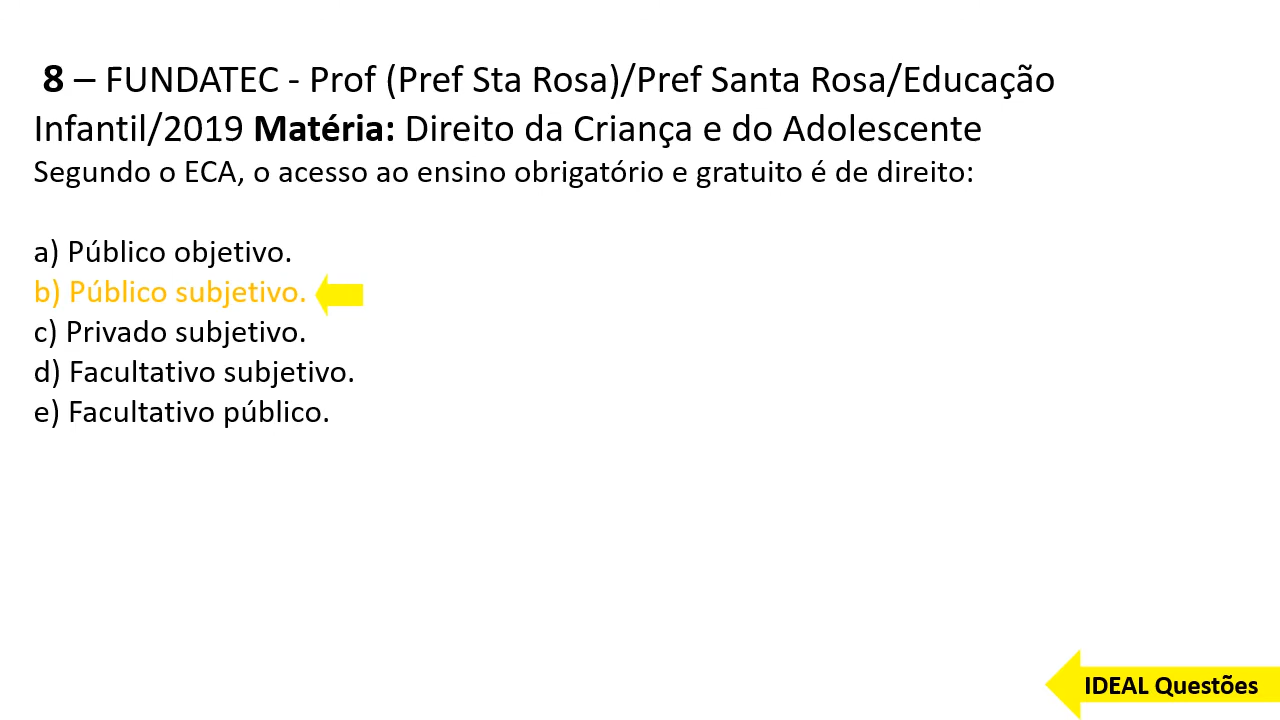 8 – FUNDATEC - Prof (Pref Sta Rosa)/Pref Santa Rosa/Educação
Infantil/2019 Matéria: Direito da Criança e do Adolescente
Segundo o ECA, o acesso ao ensino obrigatório e gratuito é de direito:
a) Público objetivo.
b) Público subjetivo.
c) Privado subjetivo.
d) Facultativo subjetivo.
e) Facultativo público.
IDEAL Questões